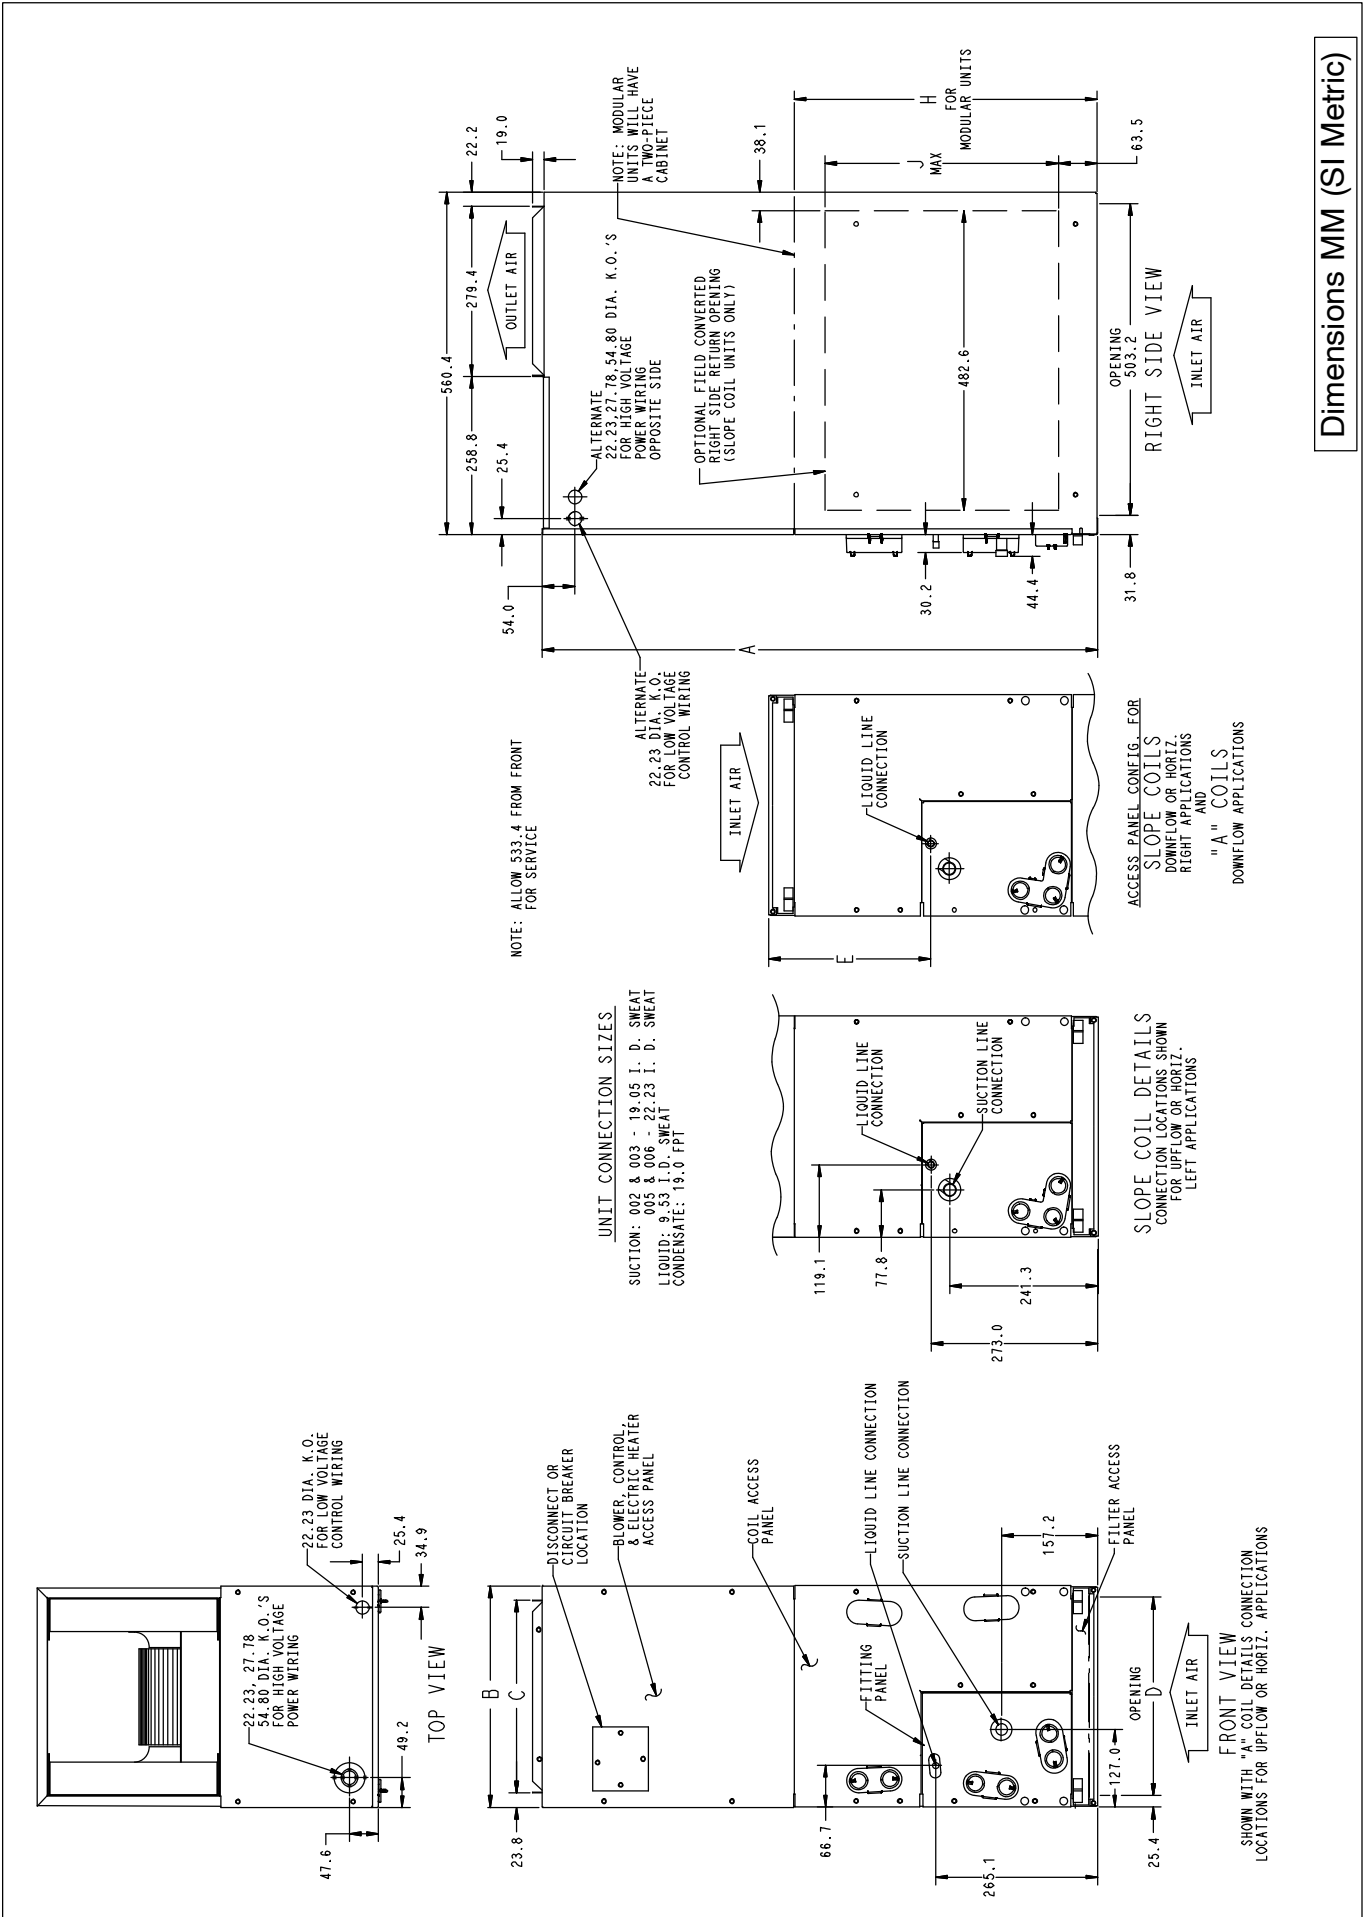 Dimensions MM (SI Metric)
22.23, 27.78
54.80 DIA. K.O.'S
FOR HIGH VOLTAGE
POWER WIRING
22.23 DIA. K.O.
FOR LOW VOLTAGE
CONTROL WIRING
47.6
49.2
25.4
34.9
TOP VIEW
B
C
23.8
DISCONNECT OR
CIRCUIT BREAKER
LOCATION
BLOWER, CONTROL,
& ELECTRIC HEATER
ACCESS PANEL
COIL ACCESS
PANEL
FITTING
PANEL
LIQUID LINE CONNECTION
SUCTION LINE CONNECTION
66.7
265.1
157.2
FILTER ACCESS
PANEL
127.0
OPENING
D
25.4
INLET AIR
FRONT VIEW
SHOWN WITH "A" COIL DETAILS CONNECTION
LOCATIONS FOR UPFLOW OR HORIZ. APPLICATIONS
UNIT CONNECTION SIZES
SUCTION: 002 & 003 - 19.05 I. D. SWEAT
005 & 006 - 22.23 I. D. SWEAT
LIQUID: 9.53 I.D. SWEAT
CONDENSATE: 19.0 FPT
119.1
77.8
LIQUID LINE
CONNECTION
SUCTION LINE
CONNECTION
241.3
273.0
SLOPE COIL DETAILS
CONNECTION LOCATIONS SHOWN
FOR UPFLOW OR HORIZ.
LEFT APPLICATIONS
NOTE: ALLOW 533.4 FROM FRONT
FOR SERVICE
INLET AIR
E
LIQUID LINE
CONNECTION
ACCESS PANEL CONFIG. FOR
SLOPE COILS
DOWNFLOW OR HORIZ.
RIGHT APPLICATIONS
AND
"A" COILS
DOWNFLOW APPLICATIONS
560.4
258.8
279.4
22.2
25.4
19.0
OUTLET AIR
54.0
ALTERNATE
22.23 DIA. K.O.
FOR LOW VOLTAGE
CONTROL WIRING
ALTERNATE
22.23,27.78,54.80 DIA. K.O.'S
FOR HIGH VOLTAGE
POWER WIRING
OPPOSITE SIDE
NOTE: MODULAR
UNITS WILL HAVE
A TWO-PIECE
CABINET
OPTIONAL FIELD CONVERTED
RIGHT SIDE RETURN OPENING
(SLOPE COIL UNITS ONLY)
A
38.1
H
FOR
MODULAR UNITS
J
MAX
482.6
30.2
44.4
63.5
31.8
OPENING
503.2
RIGHT SIDE VIEW
INLET AIR